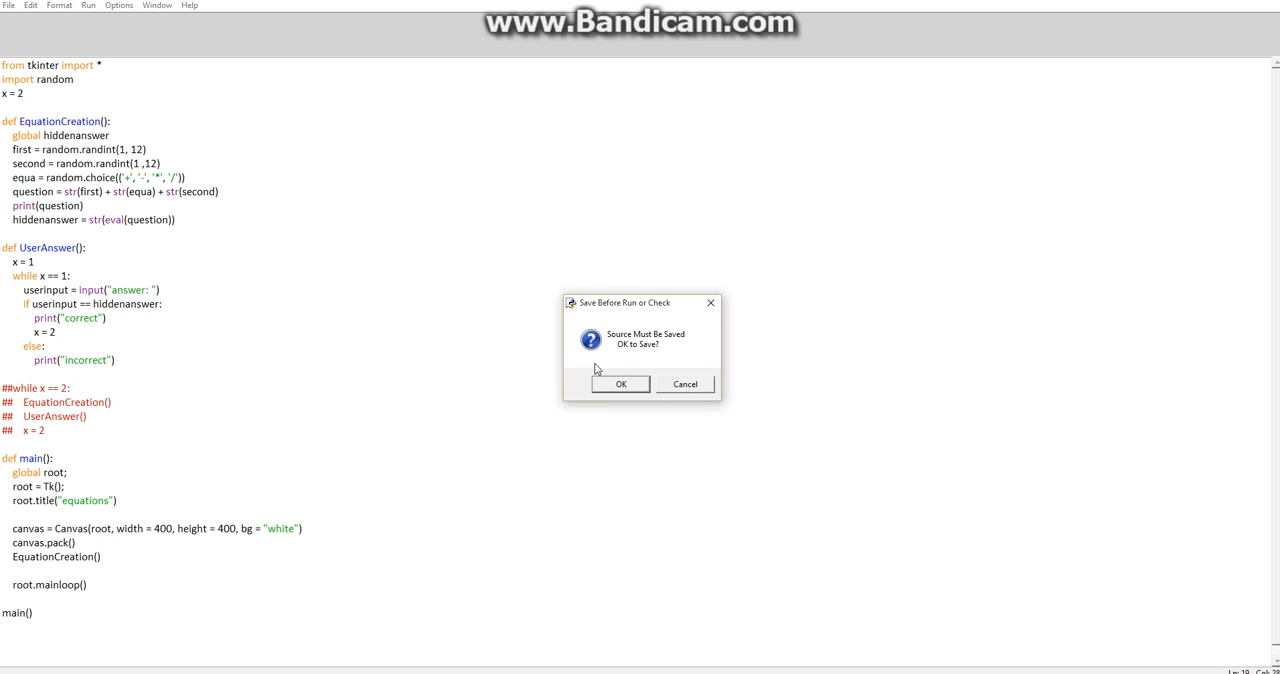 File Edit Format Run Options Window Help
www.Bandicam.com
from tkinter import *
import random
x = 2
def EquationCreation():
global hiddenanswer
first = random.randint(1, 12)
second = random.randint(1 ,12)
equa = random.choice(('+', '-', '*', '/'))
question = str(first) + str(equa) + str(second)
print(question)
hiddenanswer = str(eval(question))
def UserAnswer():
x = 1
while x == 1:
userinput = input("answer: ")
if userinput == hiddenanswer:
print("correct")
x = 2
else:
print("incorrect")
##while x == 2:
## EquationCreation()
## UserAnswer()
## x = 2
def main():
global root;
root = Tk();
root.title("equations")
canvas = Canvas(root, width = 400, height = 400, bg = "white")
canvas.pack()
EquationCreation()
root.mainloop()
main()
Save Before Run or Check
Source Must Be Saved
OK to Save?
OK Cancel
Ln: 19 Col: 28